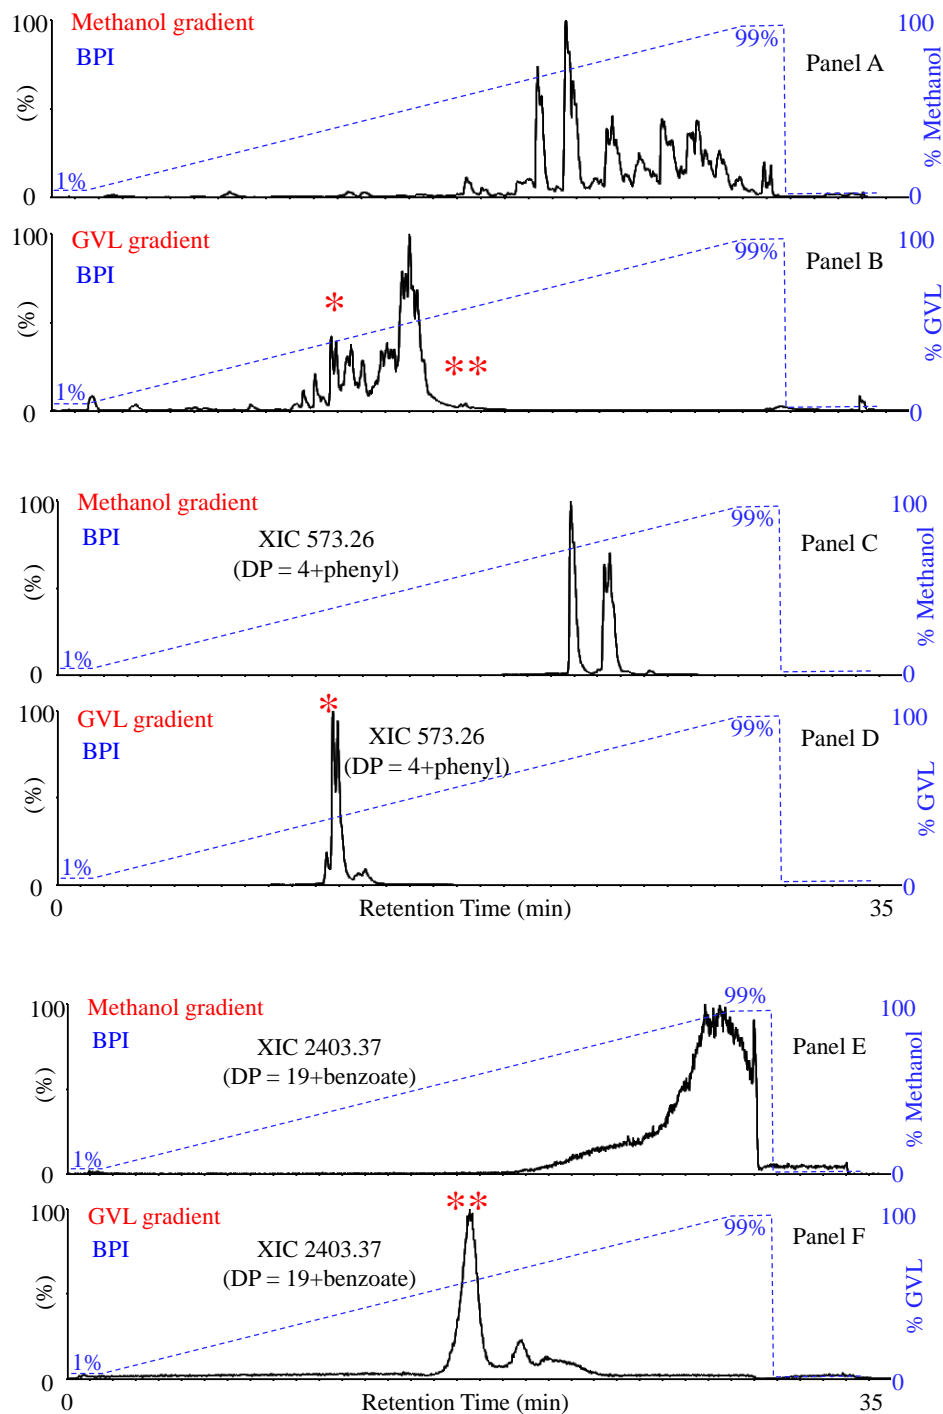 100
Methanol gradient
BPI
(%)
1%
0
99%
Panel A
100
% Methanol
0
100
GVL gradient
BPI
(%)
1%
0
*
**
99%
Panel B
100
% GVL
0
100
Methanol gradient
BPI
XIC 573.26
(DP = 4+phenyl)
(%)
1%
0
99%
Panel C
100
% Methanol
0
100
GVL gradient
BPI
*
XIC 573.26
(DP = 4+phenyl)
(%)
1%
0
99%
Panel D
100
% GVL
0
0
Retention Time (min)
35
100
Methanol gradient
BPI
XIC 2403.37
(DP = 19+benzoate)
(%)
1%
0
99%
Panel E
100
% Methanol
0
100
GVL gradient
BPI
**
XIC 2403.37
(DP = 19+benzoate)
(%)
1%
0
99%
Panel F
100
% GVL
0
0
Retention Time (min)
35